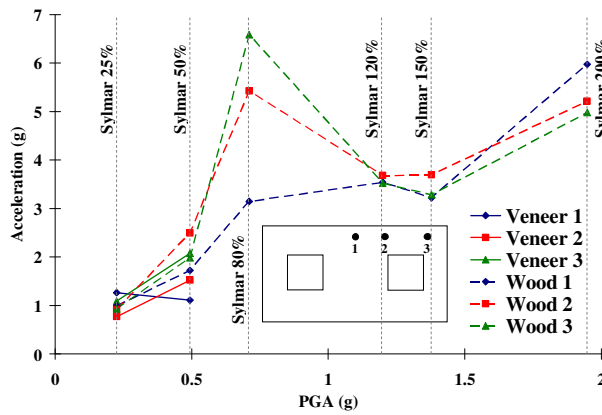 7
6
5
4
3
2
1
0
Acceleration (g)
Sylmar 25%
Sylmar 50%
Sylmar 80%
Sylmar 120%
Sylmar 150%
Sylmar 200%
1 2 3
Veneer 1
Veneer 2
Veneer 3
Wood 1
Wood 2
Wood 3
0 0.5 1 1.5 2
PGA (g)